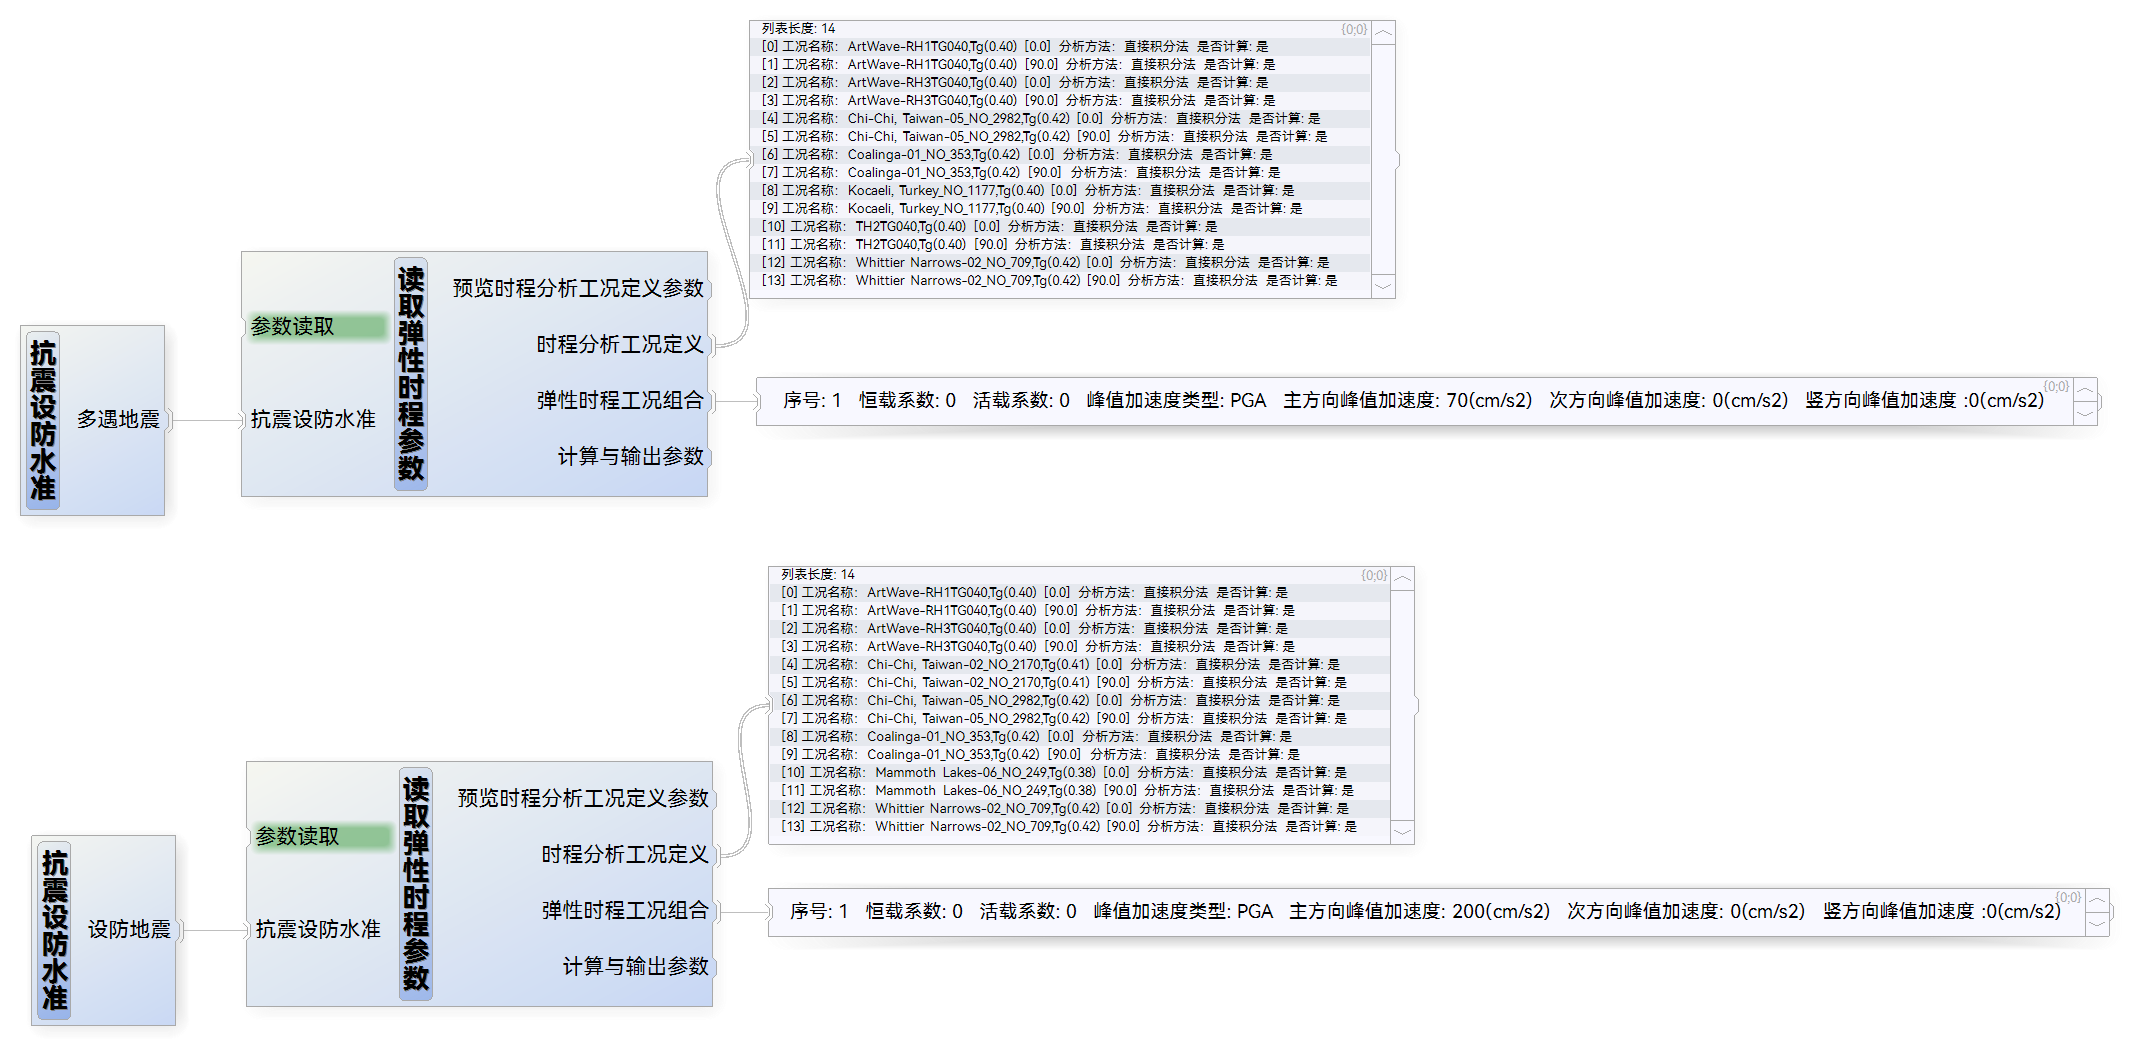 抗震设防水准
多遇地震
参数读取
抗震设防水准
读取弹性时程参数
预览时程分析工况定义参数
时程分析工况定义
弹性时程工况组合
计算与输出参数
列表长度: 14
{0;0}
[0] 工况名称: ArtWave-RH1TG040,Tg(0.40) [0.0] 分析方法: 直接积分法 是否计算: 是
[1] 工况名称: ArtWave-RH1TG040,Tg(0.40) [90.0] 分析方法: 直接积分法 是否计算: 是
[2] 工况名称: ArtWave-RH3TG040,Tg(0.40) [0.0] 分析方法: 直接积分法 是否计算: 是
[3] 工况名称: ArtWave-RH3TG040,Tg(0.40) [90.0] 分析方法: 直接积分法 是否计算: 是
[4] 工况名称: Chi-Chi, Taiwan-05_NO_2982,Tg(0.42) [0.0] 分析方法: 直接积分法 是否计算: 是
[5] 工况名称: Chi-Chi, Taiwan-05_NO_2982,Tg(0.42) [90.0] 分析方法: 直接积分法 是否计算: 是
[6] 工况名称: Coalinga-01_NO_353,Tg(0.42) [0.0] 分析方法: 直接积分法 是否计算: 是
[7] 工况名称: Coalinga-01_NO_353,Tg(0.42) [90.0] 分析方法: 直接积分法 是否计算: 是
[8] 工况名称: Kocaeli, Turkey_NO_1177,Tg(0.40) [0.0] 分析方法: 直接积分法 是否计算: 是
[9] 工况名称: Kocaeli, Turkey_NO_1177,Tg(0.40) [90.0] 分析方法: 直接积分法 是否计算: 是
[10] 工况名称: TH2TG040,Tg(0.40) [0.0] 分析方法: 直接积分法 是否计算: 是
[11] 工况名称: TH2TG040,Tg(0.40) [90.0] 分析方法: 直接积分法 是否计算: 是
[12] 工况名称: Whittier Narrows-02_NO_709,Tg(0.42) [0.0] 分析方法: 直接积分法 是否计算: 是
[13] 工况名称: Whittier Narrows-02_NO_709,Tg(0.42) [90.0] 分析方法: 直接积分法 是否计算: 是
{0;0}
序号: 1 恒载系数: 0 活载系数: 0 峰值加速度类型: PGA 主方向峰值加速度: 70(cm/s2) 次方向峰值加速度: 0(cm/s2) 竖方向峰值加速度 :0(cm/s2)
抗震设防水准
设防地震
参数读取
抗震设防水准
读取弹性时程参数
预览时程分析工况定义参数
时程分析工况定义
弹性时程工况组合
计算与输出参数
列表长度: 14
{0;0}
[0] 工况名称: ArtWave-RH1TG040,Tg(0.40) [0.0] 分析方法: 直接积分法 是否计算: 是
[1] 工况名称: ArtWave-RH1TG040,Tg(0.40) [90.0] 分析方法: 直接积分法 是否计算: 是
[2] 工况名称: ArtWave-RH3TG040,Tg(0.40) [0.0] 分析方法: 直接积分法 是否计算: 是
[3] 工况名称: ArtWave-RH3TG040,Tg(0.40) [90.0] 分析方法: 直接积分法 是否计算: 是
[4] 工况名称: Chi-Chi, Taiwan-02_NO_2170,Tg(0.41) [0.0] 分析方法: 直接积分法 是否计算: 是
[5] 工况名称: Chi-Chi, Taiwan-02_NO_2170,Tg(0.41) [90.0] 分析方法: 直接积分法 是否计算: 是
[6] 工况名称: Chi-Chi, Taiwan-05_NO_2982,Tg(0.42) [0.0] 分析方法: 直接积分法 是否计算: 是
[7] 工况名称: Chi-Chi, Taiwan-05_NO_2982,Tg(0.42) [90.0] 分析方法: 直接积分法 是否计算: 是
[8] 工况名称: Coalinga-01_NO_353,Tg(0.42) [0.0] 分析方法: 直接积分法 是否计算: 是
[9] 工况名称: Coalinga-01_NO_353,Tg(0.42) [90.0] 分析方法: 直接积分法 是否计算: 是
[10] 工况名称: Mammoth Lakes-06_NO_249,Tg(0.38) [0.0] 分析方法: 直接积分法 是否计算: 是
[11] 工况名称: Mammoth Lakes-06_NO_249,Tg(0.38) [90.0] 分析方法: 直接积分法 是否计算: 是
[12] 工况名称: Whittier Narrows-02_NO_709,Tg(0.42) [0.0] 分析方法: 直接积分法 是否计算: 是
[13] 工况名称: Whittier Narrows-02_NO_709,Tg(0.42) [90.0] 分析方法: 直接积分法 是否计算: 是
{0;0}
序号: 1 恒载系数: 0 活载系数: 0 峰值加速度类型: PGA 主方向峰值加速度: 200(cm/s2) 次方向峰值加速度: 0(cm/s2) 竖方向峰值加速度 :0(cm/s2)